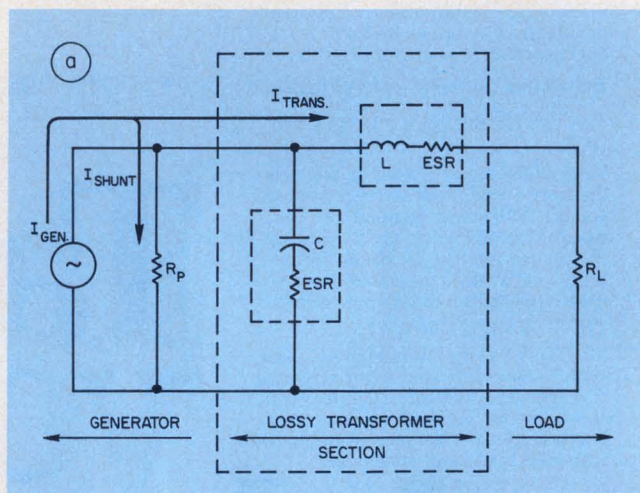 a
I TRANS.
I SHUNT
I GEN.
~
R P
C
ESR
L ESR
R L
GENERATOR
LOSSY TRANSFORMER
SECTION
LOAD